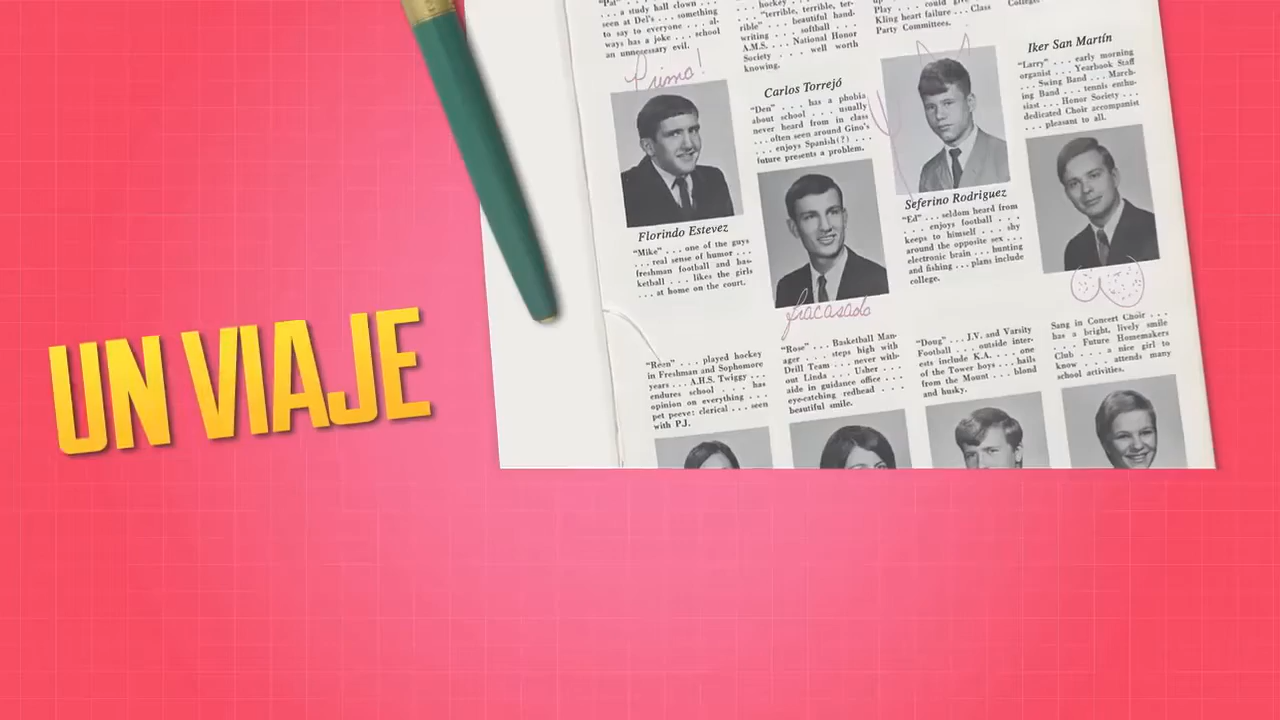 "Pal" . . .
. . . a study hall clown . . .
seen at Del's . . . something
to say to everyone . . . al-
ways has a joke . . . school
an unnecessary evil.
Primo!
Florindo Estevez
"Mike" . . . one of the guys
. . . real sense of humor . . .
freshman football and bas-
ketball . . . likes the girls
. . . at home on the court.
. . . hockey . . .
. . . "terrible, terrible, ter-
rible" . . . beautiful hand-
writing . . . softball . . .
A.M.S. . . . National Honor
Society . . . well worth
knowing.
Carlos Torrejó
"Den" . . . has a phobia
about school . . . usually
never heard from in class
. . . often seen around Gino's
. . . enjoys Spanish(?) . . .
future presents a problem.
fracasado
Play . . . could give
Kling heart failure . . . Class
Party Committees.
Seferino Rodriguez
"Ed" . . . seldom heard from
. . . enjoys football . . .
keeps to himself . . . shy
around the opposite sex . . .
electronic brain . . . hunting
and fishing . . . plans include
college.
College.
Iker San Martín
"Larry" . . . early morning
organist . . . Yearbook Staff
. . . Swing Band . . . March-
ing Band . . . tennis enthu-
siast . . . Honor Society . . .
dedicated Choir accompanist
. . . pleasant to all.
UN VIAJE
"Reen" . . . played hockey
in Freshman and Sophomore
years . . . A.H.S. Twiggy . . .
endures school . . . has
opinion on everything . . .
pet peeve: clerical . . . seen
with P.J.
"Rose" . . . Basketball Man-
ager . . . steps high with
Drill Team . . . never with-
out Linda . . . Usher . . .
aide in guidance office . . .
eye-catching redhead . . .
beautiful smile.
"Doug" . . . J.V. and Varsity
Football . . . outside inter-
ests include K.A. . . . one
of the Tower boys . . . hails
from the Mount . . . blond
and husky.
Sang in Concert Choir . . .
has a bright, lively smile
. . . Future Homemakers
Club . . . a nice girl to
know . . . attends many
school activities.